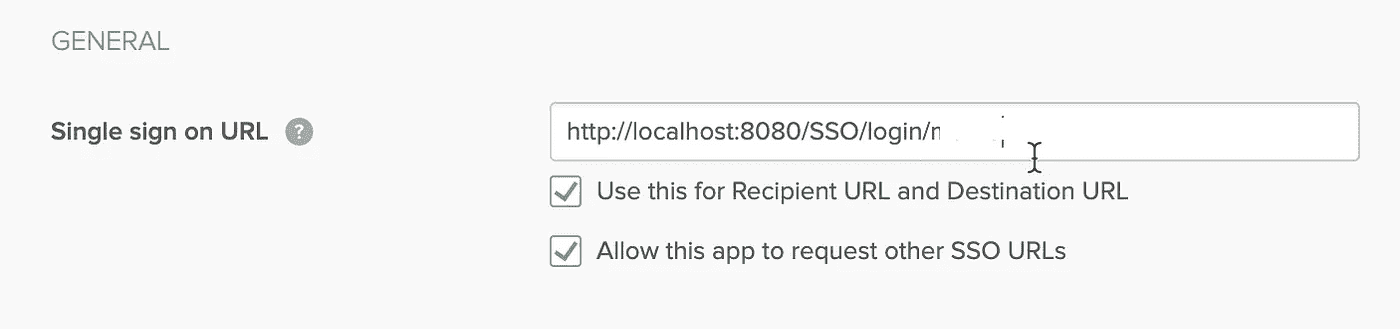 GENERAL
Single sign on URL ?
http://localhost:8080/SSO/login/
Use this for Recipient URL and Destination URL
Allow this app to request other SSO URLs